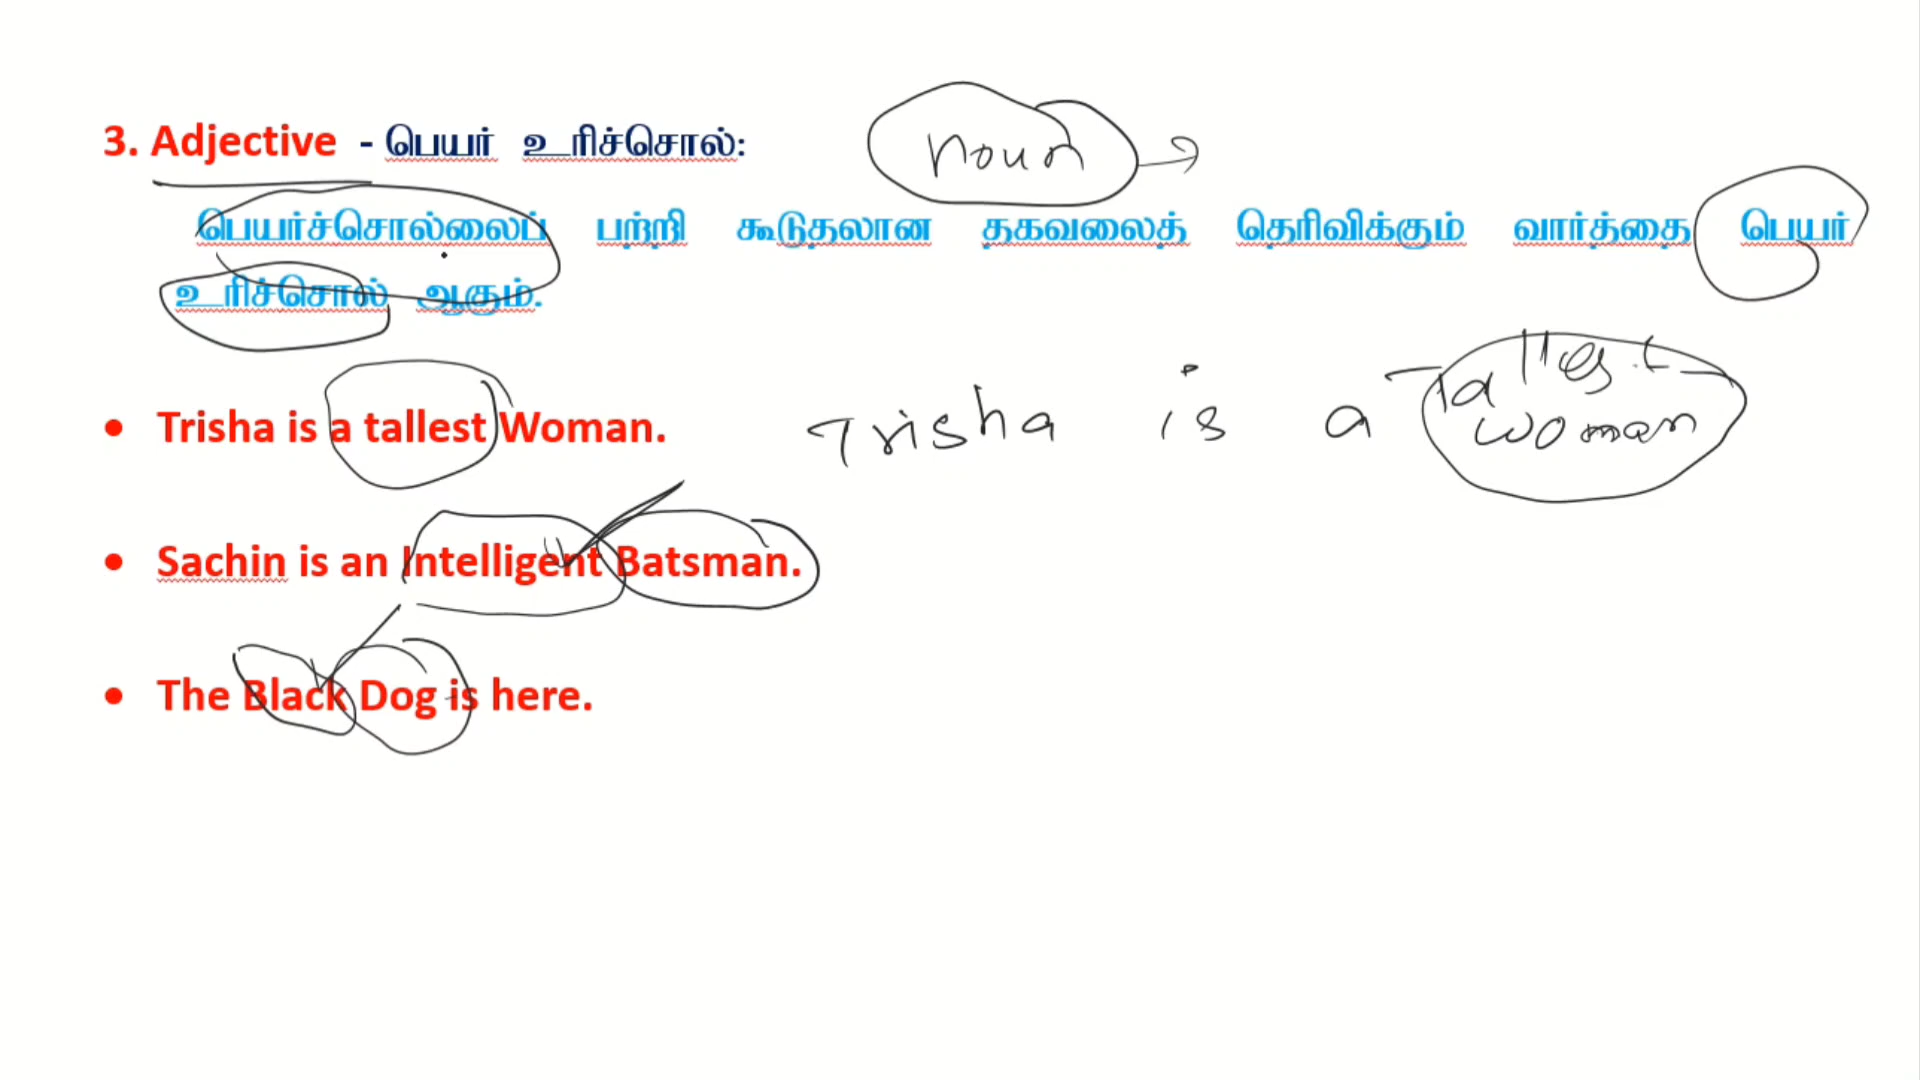 3. Adjective - பெயர் உரிச்சொல்:
noun
பெயர்ச்சொல்லைப் பற்றி கூடுதலான தகவலைத் தெரிவிக்கும் வார்த்தை பெயர்
உரிச்சொல் ஆகும்.
• Trisha is a tallest Woman.
Trisha is a Tallest woman
• Sachin is an Intelligent Batsman.
• The Black Dog is here.